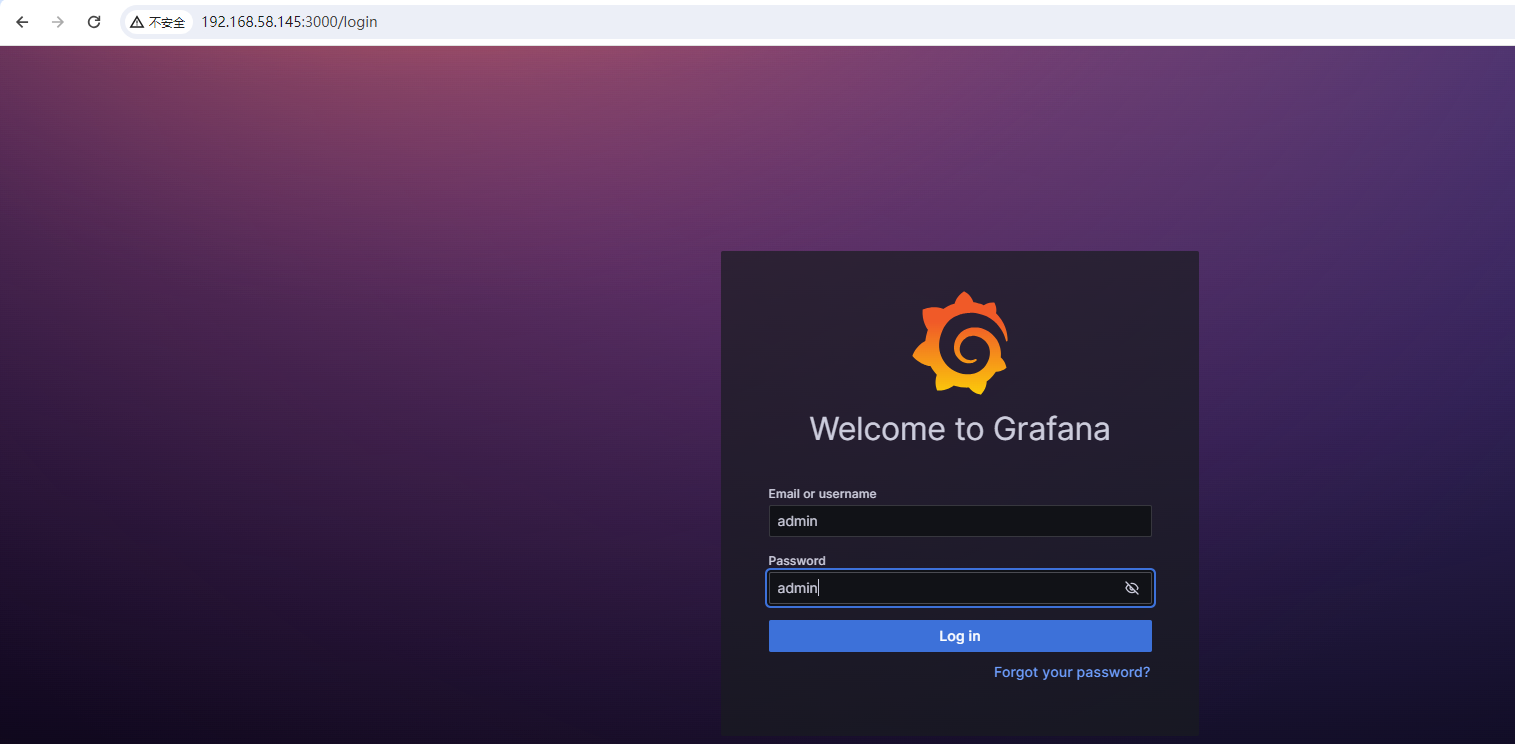 不安全 192.168.58.145:3000/login
Welcome to Grafana
Email or username
admin
Password
admin
Log in
Forgot your password?